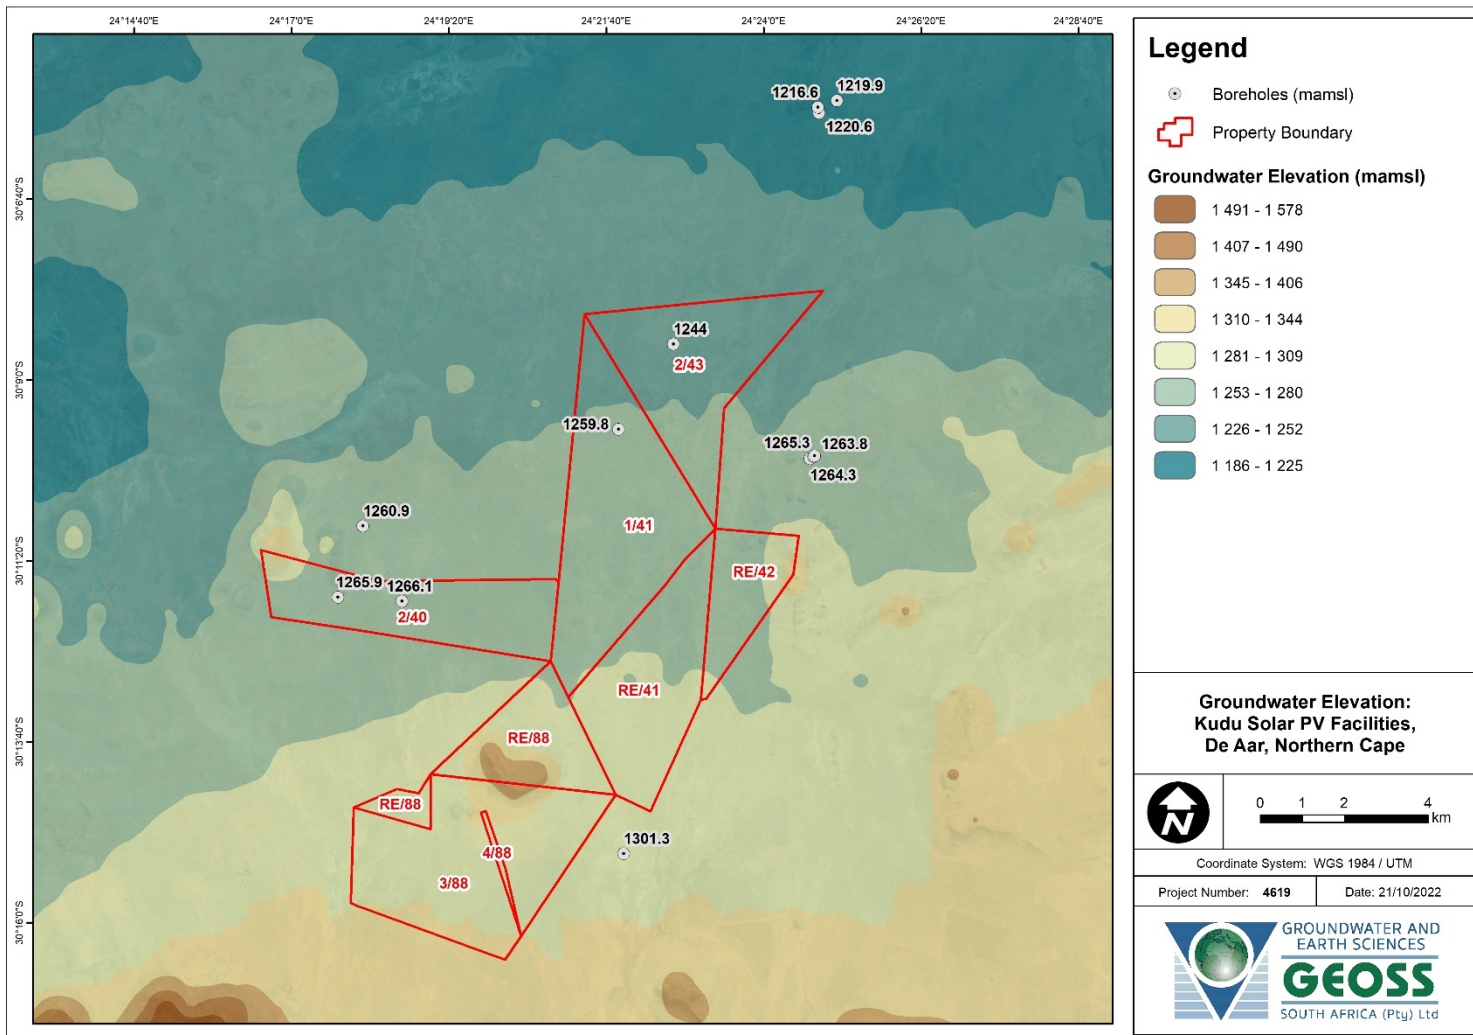 24°14'40"E 24°17'0"E 24°19'20"E 24°21'40"E 24°24'0"E 24°26'20"E 24°28'40"E
30°6'40"S
30°9'0"S
30°11'20"S
30°13'40"S
30°16'0"S
1216.6 1219.9
1220.6
1244
2/43
1259.8
1265.3 1263.8
1264.3
1260.9
1/41
RE/42
1265.9 1266.1
2/40
RE/41
RE/88
RE/88
1301.3
4/88
3/88
Legend
Boreholes (mamsl)
Property Boundary
Groundwater Elevation (mamsl)
1 491 - 1 578
1 407 - 1 490
1 345 - 1 406
1 310 - 1 344
1 281 - 1 309
1 253 - 1 280
1 226 - 1 252
1 186 - 1 225
Groundwater Elevation:
Kudu Solar PV Facilities,
De Aar, Northern Cape
N
0 1 2 4
km
Coordinate System: WGS 1984 / UTM
Project Number: 4619 Date: 21/10/2022
GROUNDWATER AND
EARTH SCIENCES
GEOSS
SOUTH AFRICA (Pty) Ltd